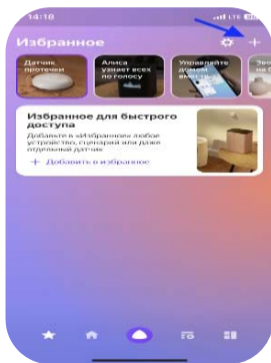 14:18
LTE
Избранное
Датчик протечки
Алиса узнает всех по голосу
Управляйте домом
Избранное для быстрого
доступа
Добавьте в «Избранное» любое
устройство, сценарий или даже
отдельный датчик
+ Добавить в избранное